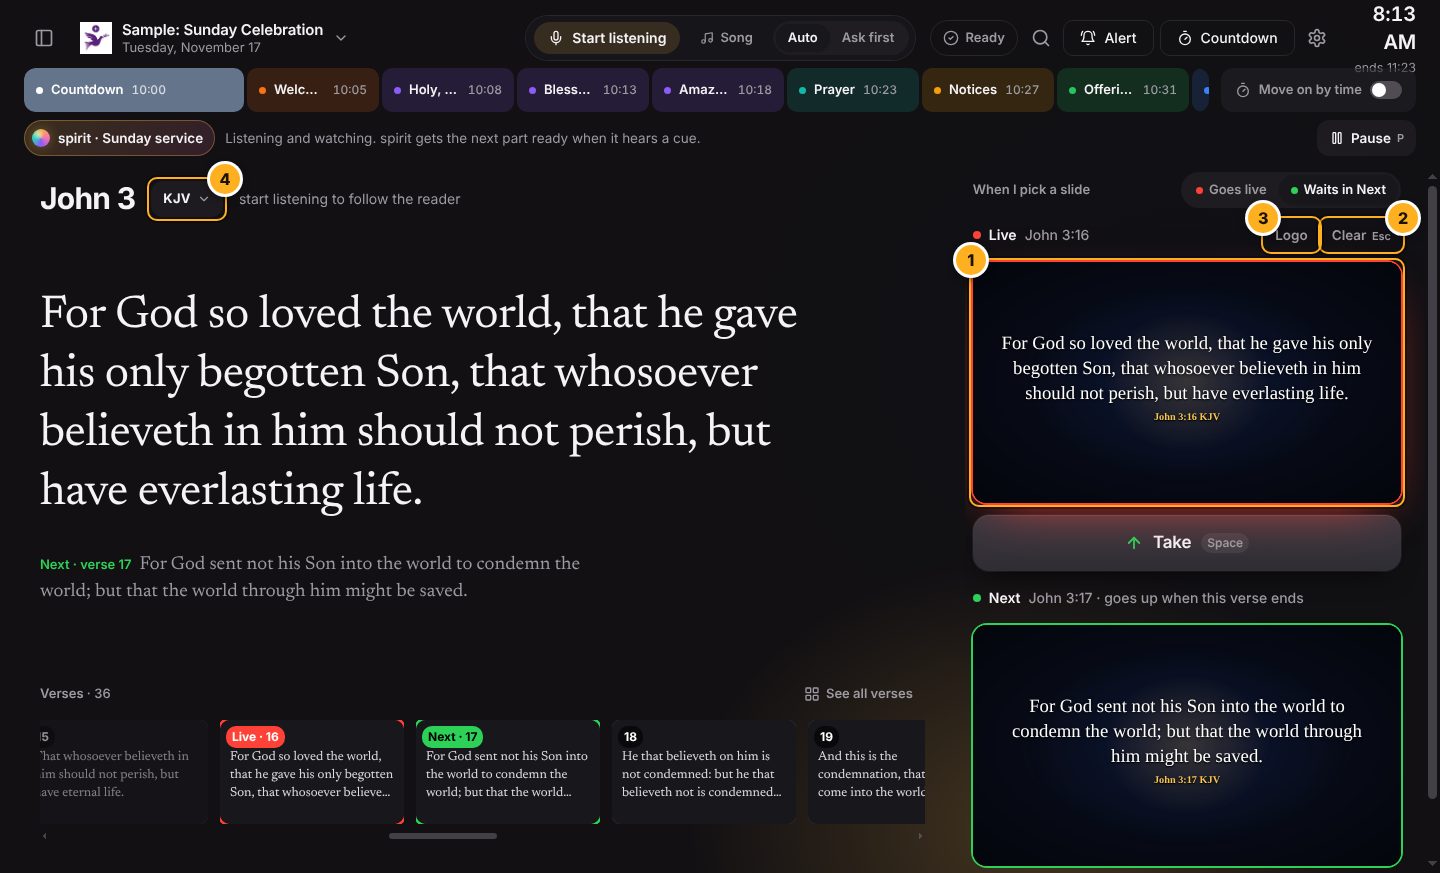 Sample: Sunday Celebration
Tuesday, November 17
Start listening
Song
Auto
Ask first
Ready
Alert
Countdown
8:13
AM
ends 11:23
Countdown 10:00
Welc... 10:05
Holy, ... 10:08
Bless... 10:13
Amaz... 10:18
Prayer 10:23
Notices 10:27
Offeri... 10:31
Move on by time
spirit · Sunday service
Listening and watching. spirit gets the next part ready when it hears a cue.
Pause P
John 3
KJV
4
start listening to follow the reader
For God so loved the world, that he gave
his only begotten Son, that whosoever
believeth in him should not perish, but
have everlasting life.
Next · verse 17 For God sent not his Son into the world to condemn the
world; but that the world through him might be saved.
Verses · 36
See all verses
15
That whosoever believeth in
him should not perish, but
have eternal life.
Live · 16
For God so loved the world,
that he gave his only begotten
Son, that whosoever believe...
Next · 17
For God sent not his Son into
the world to condemn the
world; but that the world...
18
He that believeth on him is
not condemned: but he that
believeth not is condemned...
19
And this is the
condemnation, that
come into the world
When I pick a slide
Goes live
Waits in Next
Live John 3:16
3
Logo
2
Clear Esc
1
For God so loved the world, that he gave his only
begotten Son, that whosoever believeth in him
should not perish, but have everlasting life.
John 3:16 KJV
Take Space
Next John 3:17 · goes up when this verse ends
For God sent not his Son into the world to
condemn the world; but that the world through
him might be saved.
John 3:17 KJV